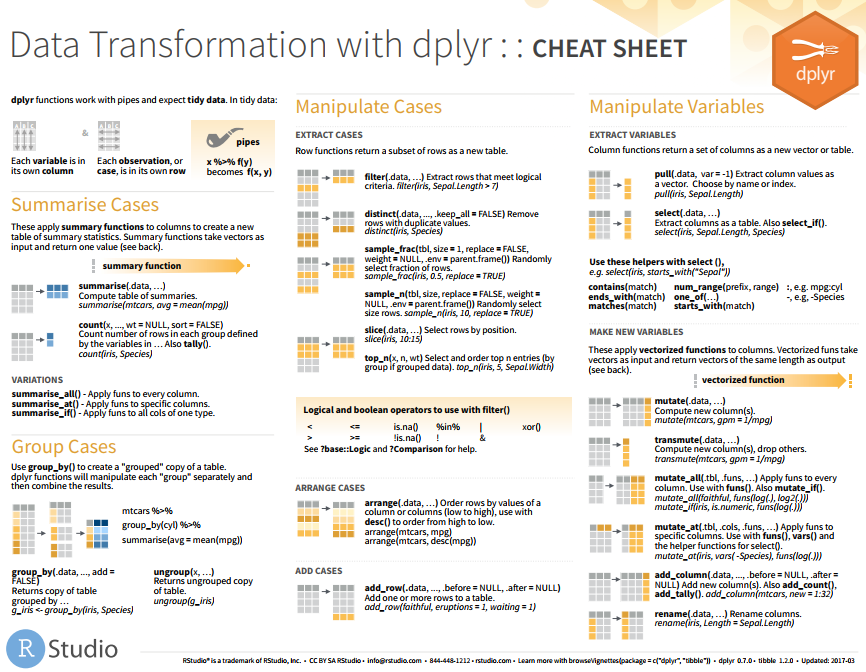 Data Transformation with dplyr : : CHEAT SHEET
dplyr
dplyr functions work with pipes and expect tidy data. In tidy data:
&
pipes
Each variable is in
its own column
Each observation, or
case, is in its own row
x %>% f(y)
becomes f(x, y)
Summarise Cases
These apply summary functions to columns to create a new
table of summary statistics. Summary functions take vectors as
input and return one value (see back).
summary function
summarise(.data, …)
Compute table of summaries.
summarise(mtcars, avg = mean(mpg))
count(x, ..., wt = NULL, sort = FALSE)
Count number of rows in each group defined
by the variables in … Also tally().
count(iris, Species)
VARIATIONS
summarise_all() - Apply funs to every column.
summarise_at() - Apply funs to specific columns.
summarise_if() - Apply funs to all cols of one type.
Group Cases
Use group_by() to create a "grouped" copy of a table.
dplyr functions will manipulate each "group" separately and
then combine the results.
mtcars %>%
group_by(cyl) %>%
summarise(avg = mean(mpg))
group_by(.data, ..., add =
FALSE)
Returns copy of table
grouped by …
g_iris <- group_by(iris, Species)
ungroup(x, …)
Returns ungrouped copy
of table.
ungroup(g_iris)
Manipulate Cases
EXTRACT CASES
Row functions return a subset of rows as a new table.
filter(.data, …) Extract rows that meet logical
criteria. filter(iris, Sepal.Length > 7)
distinct(.data, ..., .keep_all = FALSE) Remove
rows with duplicate values.
distinct(iris, Species)
sample_frac(tbl, size = 1, replace = FALSE,
weight = NULL, .env = parent.frame()) Randomly
select fraction of rows.
sample_frac(iris, 0.5, replace = TRUE)
sample_n(tbl, size, replace = FALSE, weight =
NULL, .env = parent.frame()) Randomly select
size rows. sample_n(iris, 10, replace = TRUE)
slice(.data, …) Select rows by position.
slice(iris, 10:15)
top_n(x, n, wt) Select and order top n entries (by
group if grouped data). top_n(iris, 5, Sepal.Width)
Logical and boolean operators to use with filter()
< <= is.na() %in% | xor()
> >= !is.na() ! &
See ?base::Logic and ?Comparison for help.
ARRANGE CASES
arrange(.data, …) Order rows by values of a
column or columns (low to high), use with
desc() to order from high to low.
arrange(mtcars, mpg)
arrange(mtcars, desc(mpg))
ADD CASES
add_row(.data, ..., .before = NULL, .after = NULL)
Add one or more rows to a table.
add_row(faithful, eruptions = 1, waiting = 1)
Manipulate Variables
EXTRACT VARIABLES
Column functions return a set of columns as a new vector or table.
pull(.data, var = -1) Extract column values as
a vector. Choose by name or index.
pull(iris, Sepal.Length)
select(.data, …)
Extract columns as a table. Also select_if().
select(iris, Sepal.Length, Species)
Use these helpers with select (),
e.g. select(iris, starts_with("Sepal"))
contains(match) num_range(prefix, range) :, e.g. mpg:cyl
ends_with(match) one_of(…) -, e.g, -Species
matches(match) starts_with(match)
MAKE NEW VARIABLES
These apply vectorized functions to columns. Vectorized funs take
vectors as input and return vectors of the same length as output
(see back).
vectorized function
mutate(.data, …)
Compute new column(s).
mutate(mtcars, gpm = 1/mpg)
transmute(.data, …)
Compute new column(s), drop others.
transmute(mtcars, gpm = 1/mpg)
mutate_all(.tbl, .funs, …) Apply funs to every
column. Use with funs(). Also mutate_if().
mutate_all(faithful, funs(log(.), log2(.)))
mutate_if(iris, is.numeric, funs(log(.)))
mutate_at(.tbl, .cols, .funs, …) Apply funs to
specific columns. Use with funs(), vars() and
the helper functions for select().
mutate_at(iris, vars( -Species), funs(log(.)))
add_column(.data, ..., .before = NULL, .after =
NULL) Add new column(s). Also add_count(),
add_tally(). add_column(mtcars, new = 1:32)
rename(.data, …) Rename columns.
rename(iris, Length = Sepal.Length)
R Studio
RStudio® is a trademark of RStudio, Inc. • CC BY SA RStudio • info@rstudio.com • 844-448-1212 • rstudio.com • Learn more with browseVignettes(package = c("dplyr", "tibble")) • dplyr 0.7.0 • tibble 1.2.0 • Updated: 2017-03